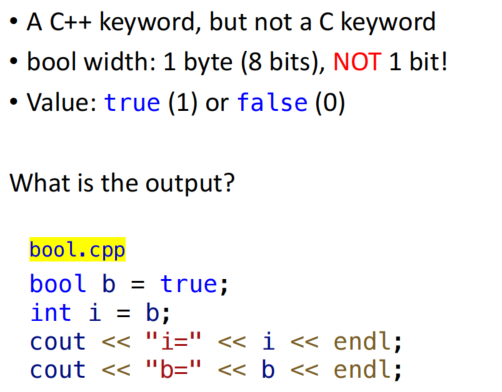 • A C++ keyword, but not a C keyword
• bool width: 1 byte (8 bits), NOT 1 bit!
• Value: true (1) or false (0)
What is the output?
bool.cpp
bool b = true;
int i = b;
cout << "i=" << i << endl;
cout << "b=" << b << endl;